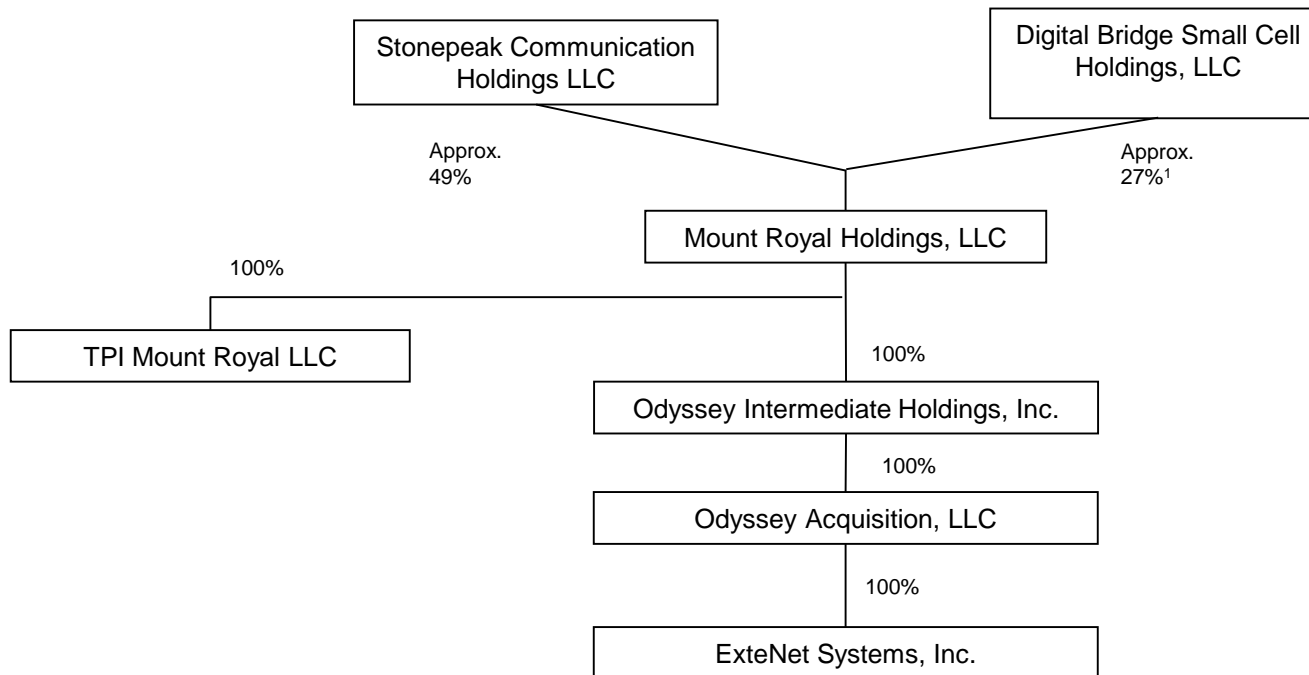 Stonepeak Communication
Holdings LLC
Digital Bridge Small Cell
Holdings, LLC
Approx.
49%
Approx.
27%¹
Mount Royal Holdings, LLC
100%
TPI Mount Royal LLC
100%
Odyssey Intermediate Holdings, Inc.
100%
Odyssey Acquisition, LLC
100%
ExteNet Systems, Inc.